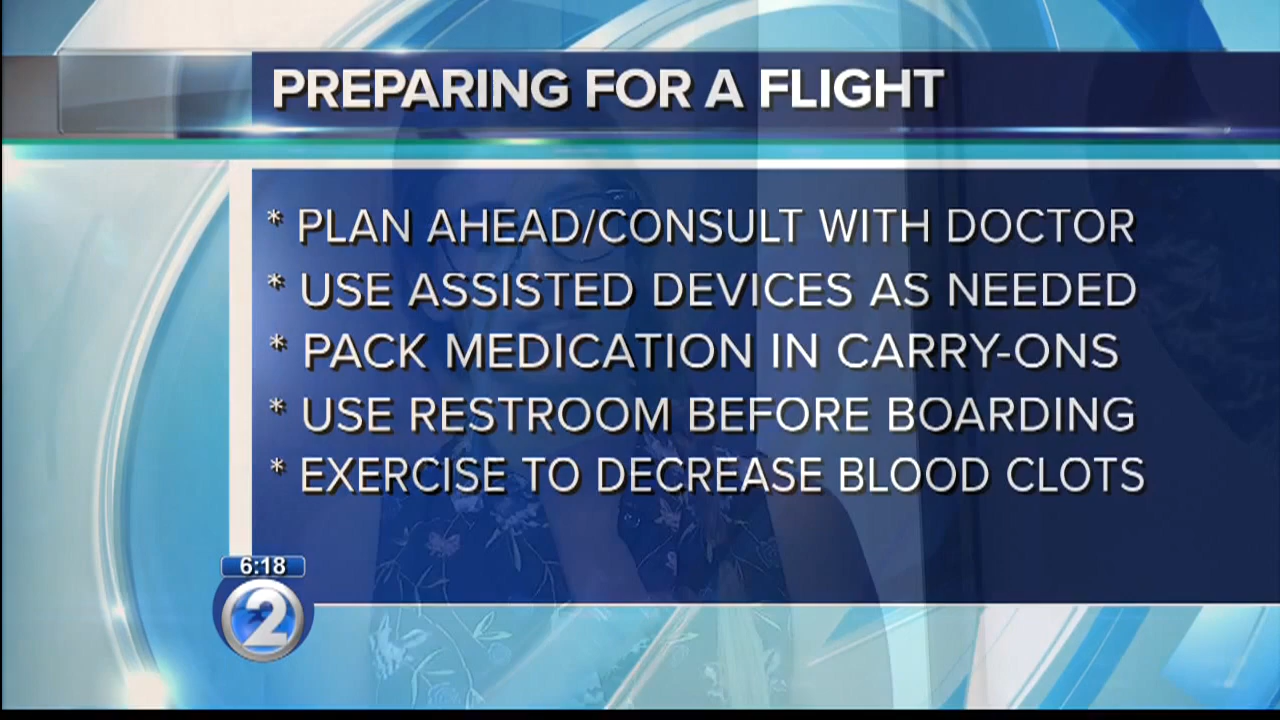 PREPARING FOR A FLIGHT
* PLAN AHEAD/CONSULT WITH DOCTOR
* USE ASSISTED DEVICES AS NEEDED
* PACK MEDICATION IN CARRY-ONS
* USE RESTROOM BEFORE BOARDING
* EXERCISE TO DECREASE BLOOD CLOTS
6:18
2